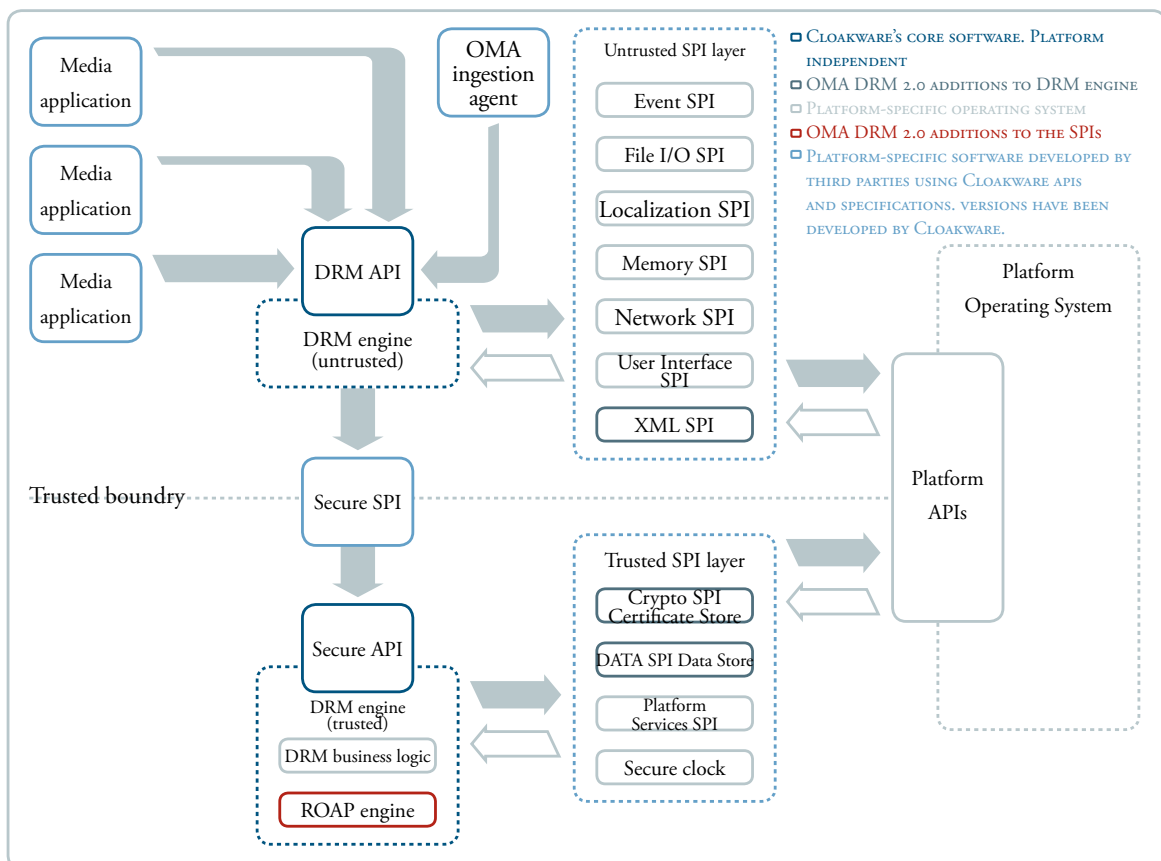 Media
application
Media
application
Media
application
OMA
ingestion
agent
DRM API
DRM engine
(untrusted)
Untrusted SPI layer
Event SPI
File I/O SPI
Localization SPI
Memory SPI
Network SPI
User Interface
SPI
XML SPI
Cloakware's core software. Platform
independent
OMA DRM 2.0 additions to DRM engine
Platform-specific operating system
OMA DRM 2.0 additions to the SPIs
Platform-specific software developed by
third parties using Cloakware apis
and specifications. versions have been
developed by Cloakware.
Platform
Operating System
Platform
APIs
Trusted boundry
Secure SPI
Secure API
DRM engine
(trusted)
DRM business logic
ROAP engine
Trusted SPI layer
Crypto SPI
Certificate Store
DATA SPI Data Store
Platform
Services SPI
Secure clock